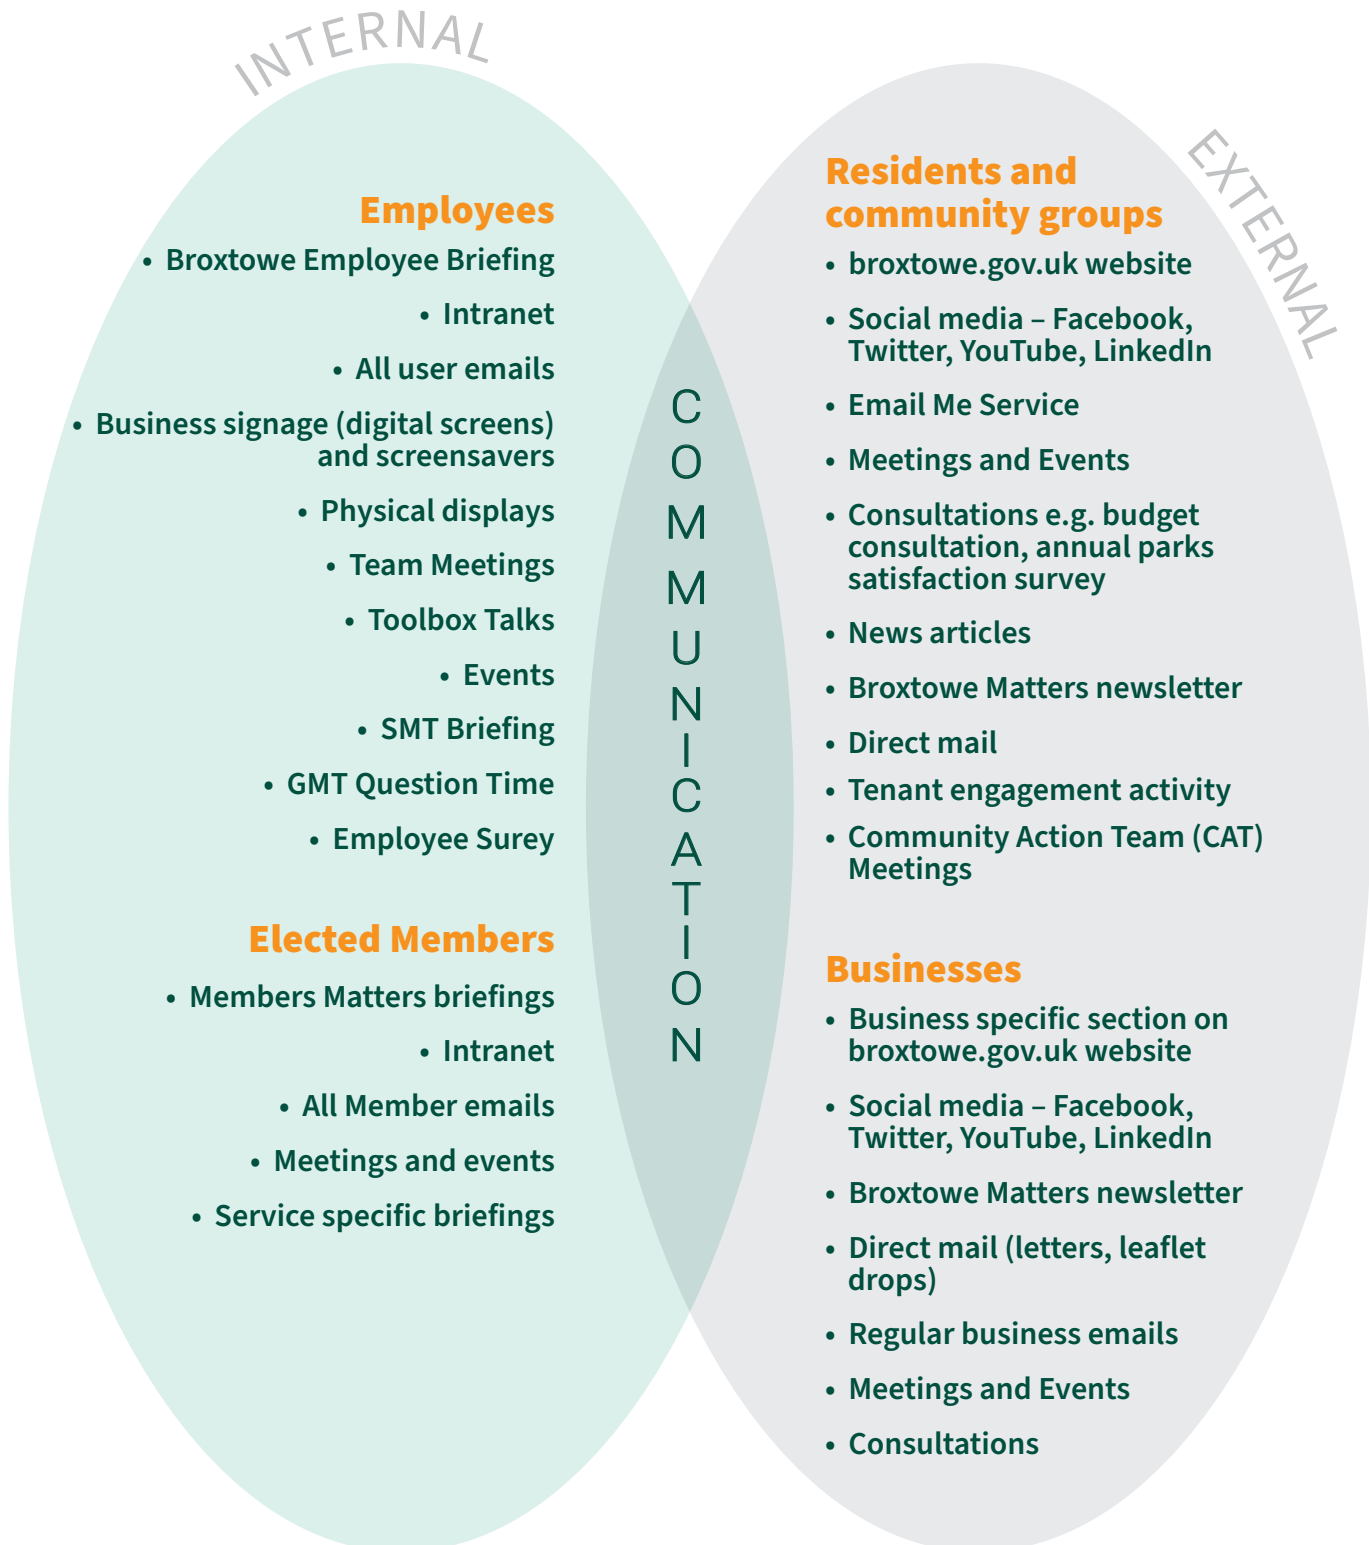 INTERNAL
Employees
• Broxtowe Employee Briefing
• Intranet
• All user emails
• Business signage (digital screens)
and screensavers
• Physical displays
• Team Meetings
• Toolbox Talks
• Events
• SMT Briefing
• GMT Question Time
• Employee Surey
Elected Members
• Members Matters briefings
• Intranet
• All Member emails
• Meetings and events
• Service specific briefings
COMMUNICATION
EXTERNAL
Residents and
community groups
• broxtowe.gov.uk website
• Social media – Facebook,
Twitter, YouTube, LinkedIn
• Email Me Service
• Meetings and Events
• Consultations e.g. budget
consultation, annual parks
satisfaction survey
• News articles
• Broxtowe Matters newsletter
• Direct mail
• Tenant engagement activity
• Community Action Team (CAT)
Meetings
Businesses
• Business specific section on
broxtowe.gov.uk website
• Social media – Facebook,
Twitter, YouTube, LinkedIn
• Broxtowe Matters newsletter
• Direct mail (letters, leaflet
drops)
• Regular business emails
• Meetings and Events
• Consultations